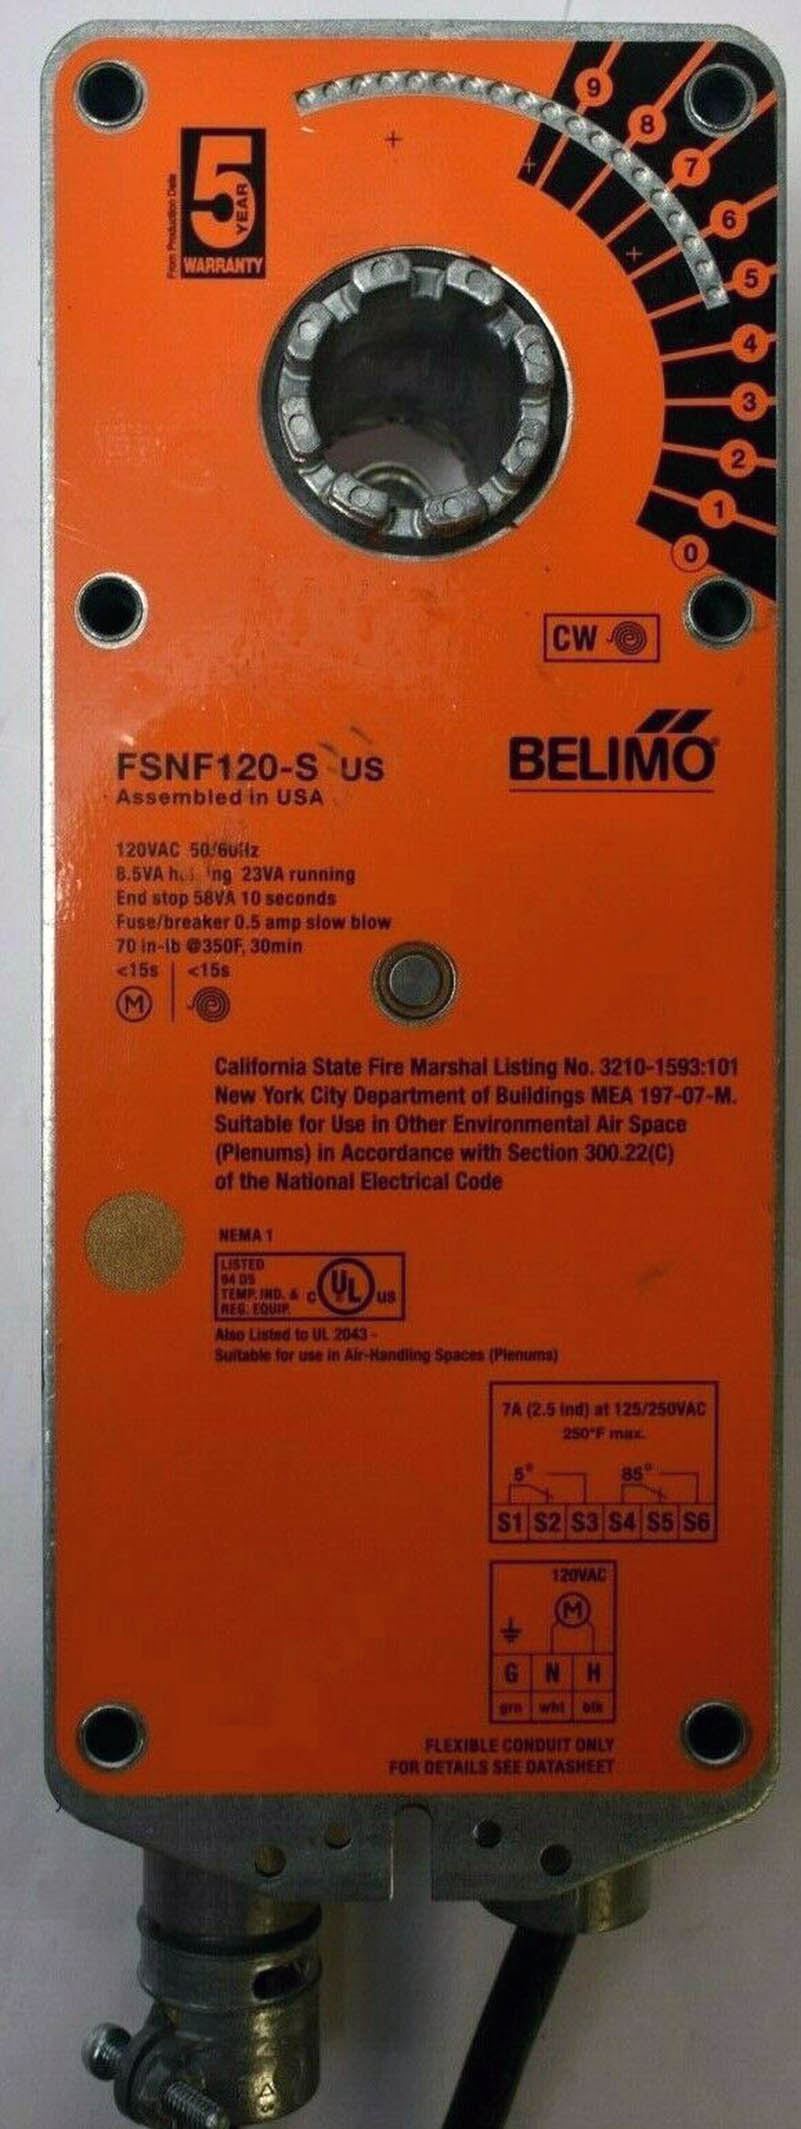 9
8
7
6
5
4
3
2
1
0
From Production Date
5
YEAR
WARRANTY
CW
BELIMO
FSNF120-S US
Assembled in USA
120VAC 50/60Hz
8.5VA 23VA running
End stop 58VA 10 seconds
Fuse/breaker 0.5 amp slow blow
70 in-lb @350F, 30min
<15s <15s
M
California State Fire Marshal Listing No. 3210-1593:101
New York City Department of Buildings MEA 197-07-M.
Suitable for Use in Other Environmental Air Space
(Plenums) in Accordance with Section 300.22(C)
of the National Electrical Code
NEMA 1
LISTED
94 D5
TEMP. IND. &
REG. EQUIP.
c UL us
Also Listed to UL 2043 -
Suitable for use in Air-Handling Spaces (Plenums)
7A (2.5 ind) at 125/250VAC
250°F max.
5° 85°
S1 S2 S3 S4 S5 S6
120VAC
M
G N H
grn wht blk
FLEXIBLE CONDUIT ONLY
FOR DETAILS SEE DATASHEET